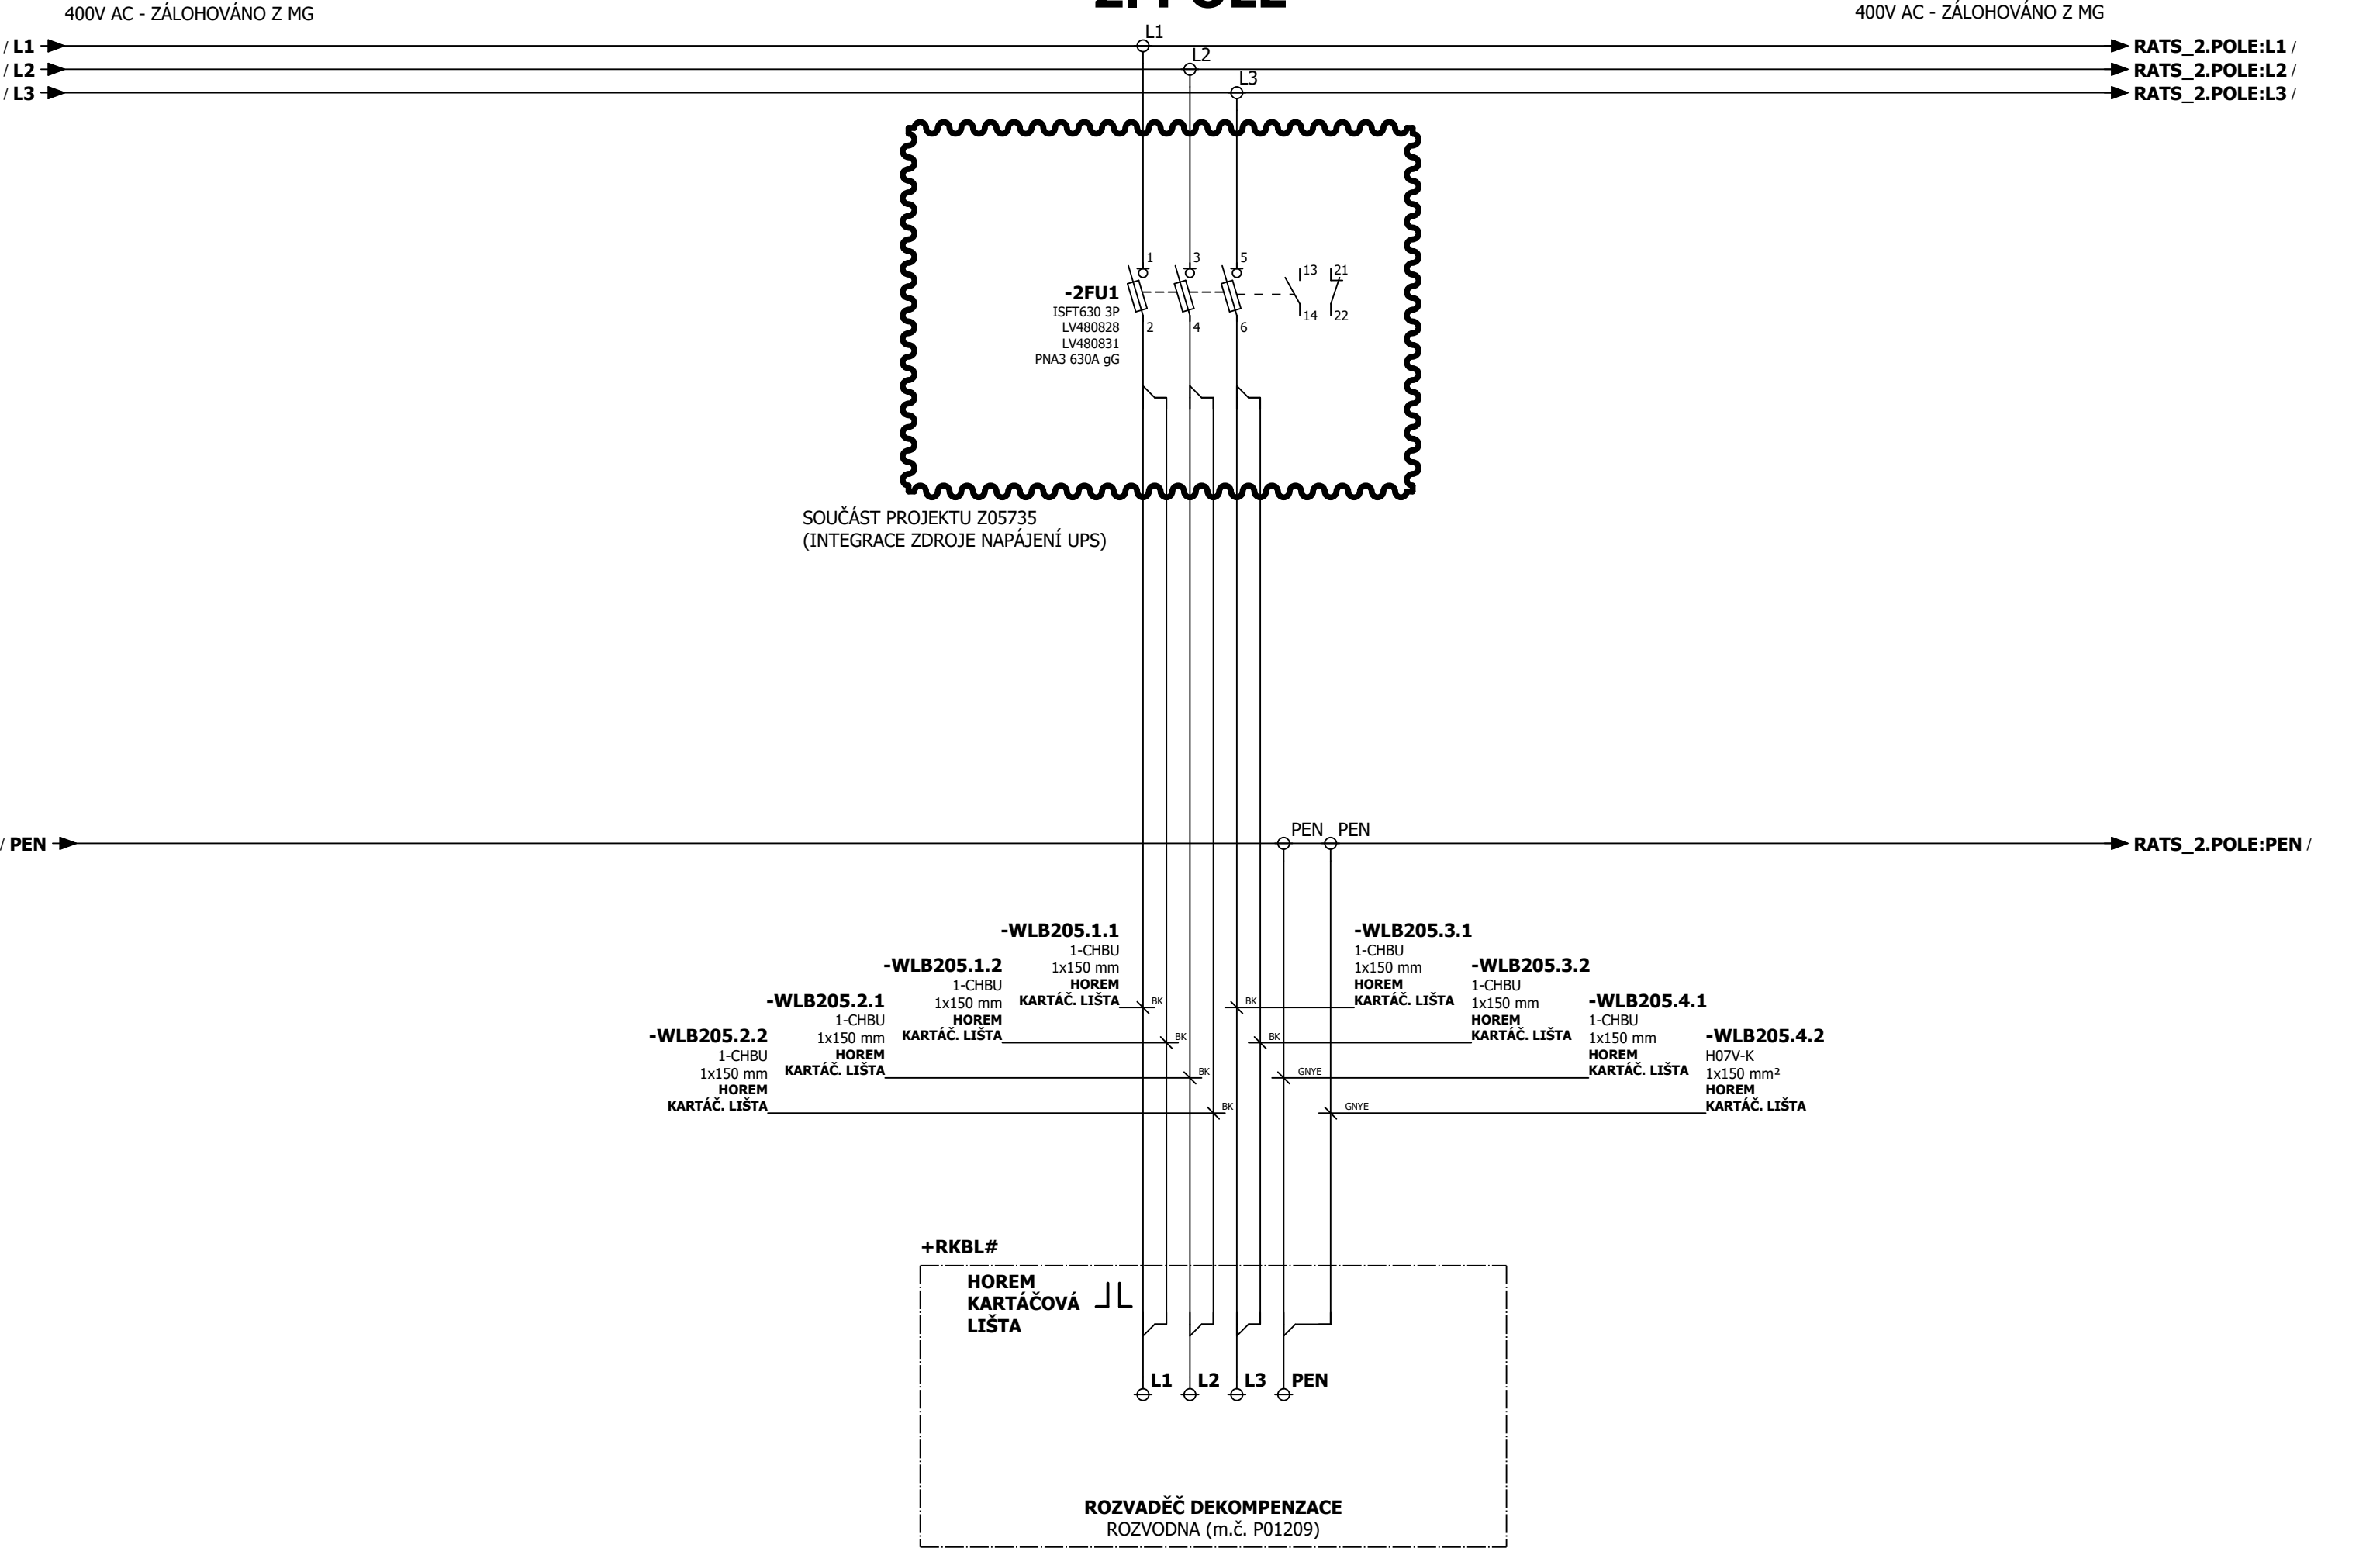 2. POLE
400V AC - ZÁLOHOVÁNO Z MG
400V AC - ZÁLOHOVÁNO Z MG
/ L1
L1
RATS_2.POLE:L1 /
/ L2
L2
RATS_2.POLE:L2 /
/ L3
L3
RATS_2.POLE:L3 /
1
3
5
13
21
-2FU1
ISFT630 3P
LV480828
LV480831
PNA3 630A gG
2
4
6
14
22
SOUČÁST PROJEKTU Z05735
(INTEGRACE ZDROJE NAPÁJENÍ UPS)
/ PEN
PEN
PEN
RATS_2.POLE:PEN /
-WLB205.1.1
1-CHBU
1x150 mm
HOREM
KARTÁČ. LIŠTA
BK
-WLB205.1.2
1-CHBU
1x150 mm
HOREM
KARTÁČ. LIŠTA
BK
-WLB205.2.1
1-CHBU
1x150 mm
HOREM
KARTÁČ. LIŠTA
BK
-WLB205.2.2
1-CHBU
1x150 mm
HOREM
KARTÁČ. LIŠTA
BK
-WLB205.3.1
1-CHBU
1x150 mm
HOREM
KARTÁČ. LIŠTA
BK
-WLB205.3.2
1-CHBU
1x150 mm
HOREM
KARTÁČ. LIŠTA
BK
-WLB205.4.1
1-CHBU
1x150 mm
HOREM
KARTÁČ. LIŠTA
GNYE
-WLB205.4.2
H07V-K
1x150 mm²
HOREM
KARTÁČ. LIŠTA
GNYE
+RKBL#
HOREM
KARTÁČOVÁ
LIŠTA
L1
L2
L3
PEN
ROZVADĚČ DEKOMPENZACE
ROZVODNA (m.č. P01209)